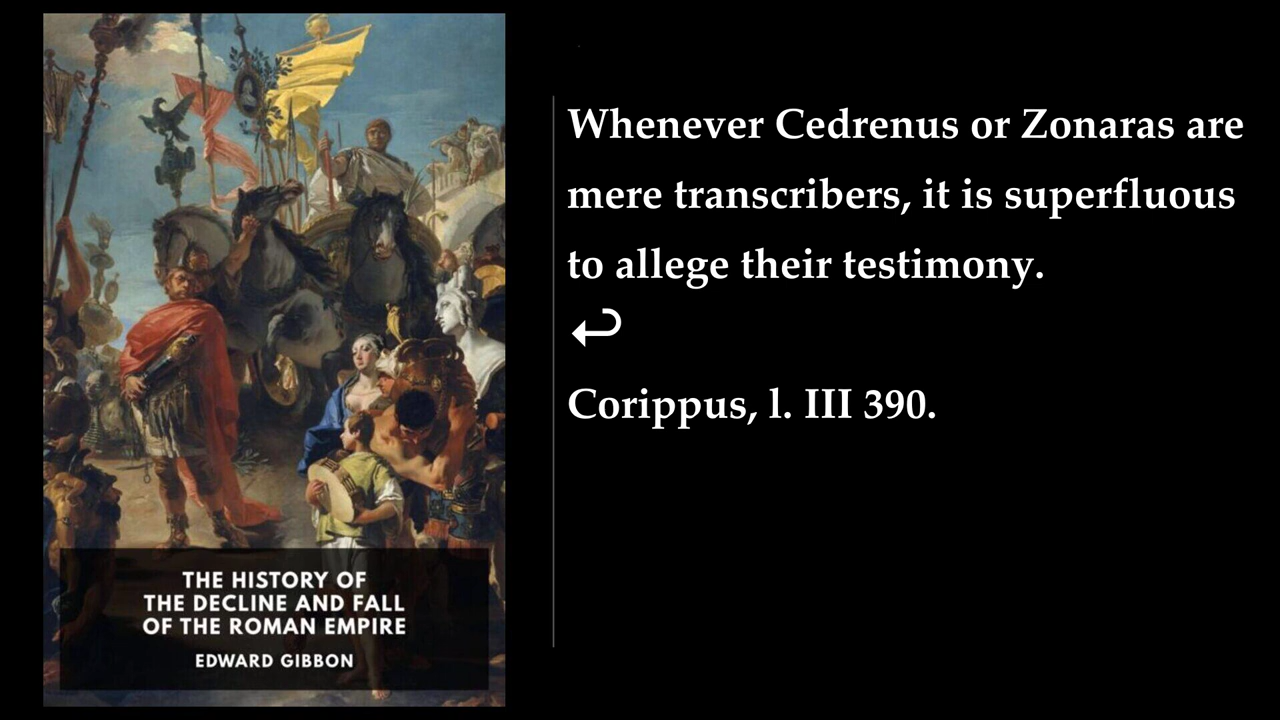 Whenever Cedrenus or Zonaras are
mere transcribers, it is superfluous
to allege their testimony.
↩
Corippus, l. III 390.
THE HISTORY OF
THE DECLINE AND FALL
OF THE ROMAN EMPIRE
EDWARD GIBBON